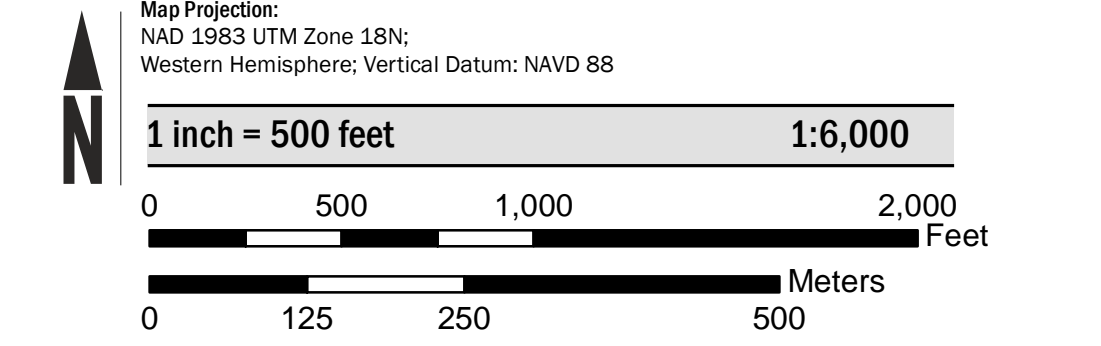 Map Projection:
NAD 1983 UTM Zone 18N;
Western Hemisphere; Vertical Datum: NAVD 88
N
1 inch = 500 feet 1:6,000
0 500 1,000 2,000
Feet
Meters
0 125 250 500